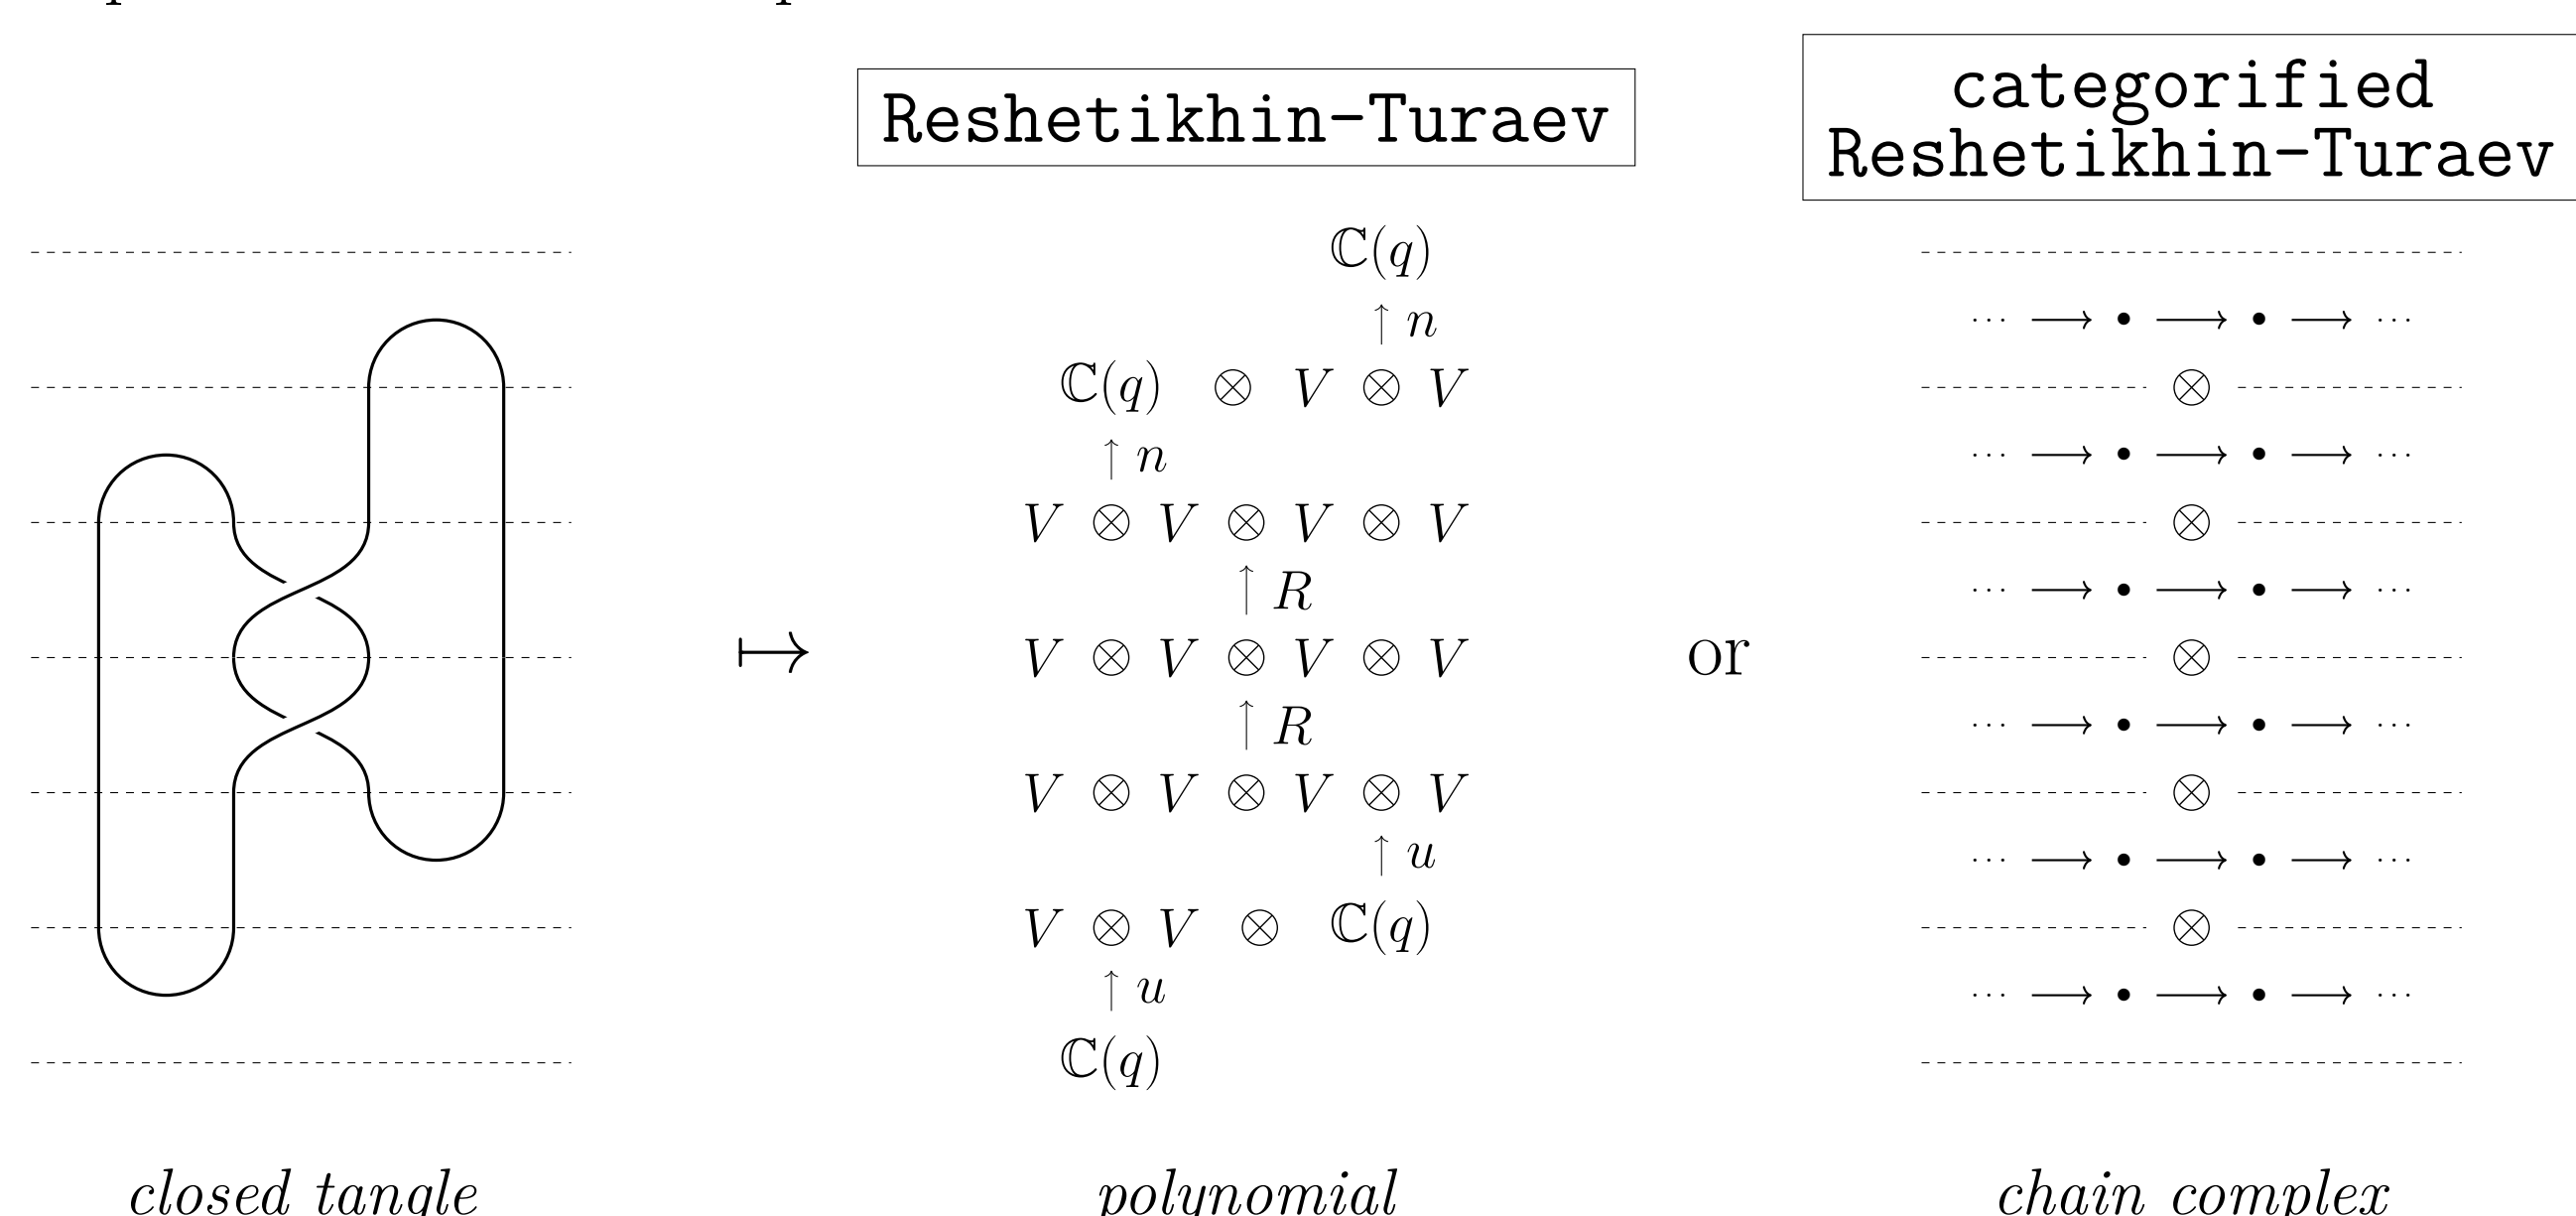 Reshetikhin-Turaev
categorified
Reshetikhin-Turaev
ℂ(q)
↑ n
ℂ(q) ⊗ V ⊗ V
↑ n
V ⊗ V ⊗ V ⊗ V
↑ R
V ⊗ V ⊗ V ⊗ V
↑ R
V ⊗ V ⊗ V ⊗ V
↑ u
V ⊗ V ⊗ ℂ(q)
↑ u
ℂ(q)
↦
or
··· ⟶ • ⟶ • ⟶ ···
⊗
··· ⟶ • ⟶ • ⟶ ···
⊗
··· ⟶ • ⟶ • ⟶ ···
⊗
··· ⟶ • ⟶ • ⟶ ···
⊗
··· ⟶ • ⟶ • ⟶ ···
⊗
··· ⟶ • ⟶ • ⟶ ···
closed tangle
polynomial
chain complex